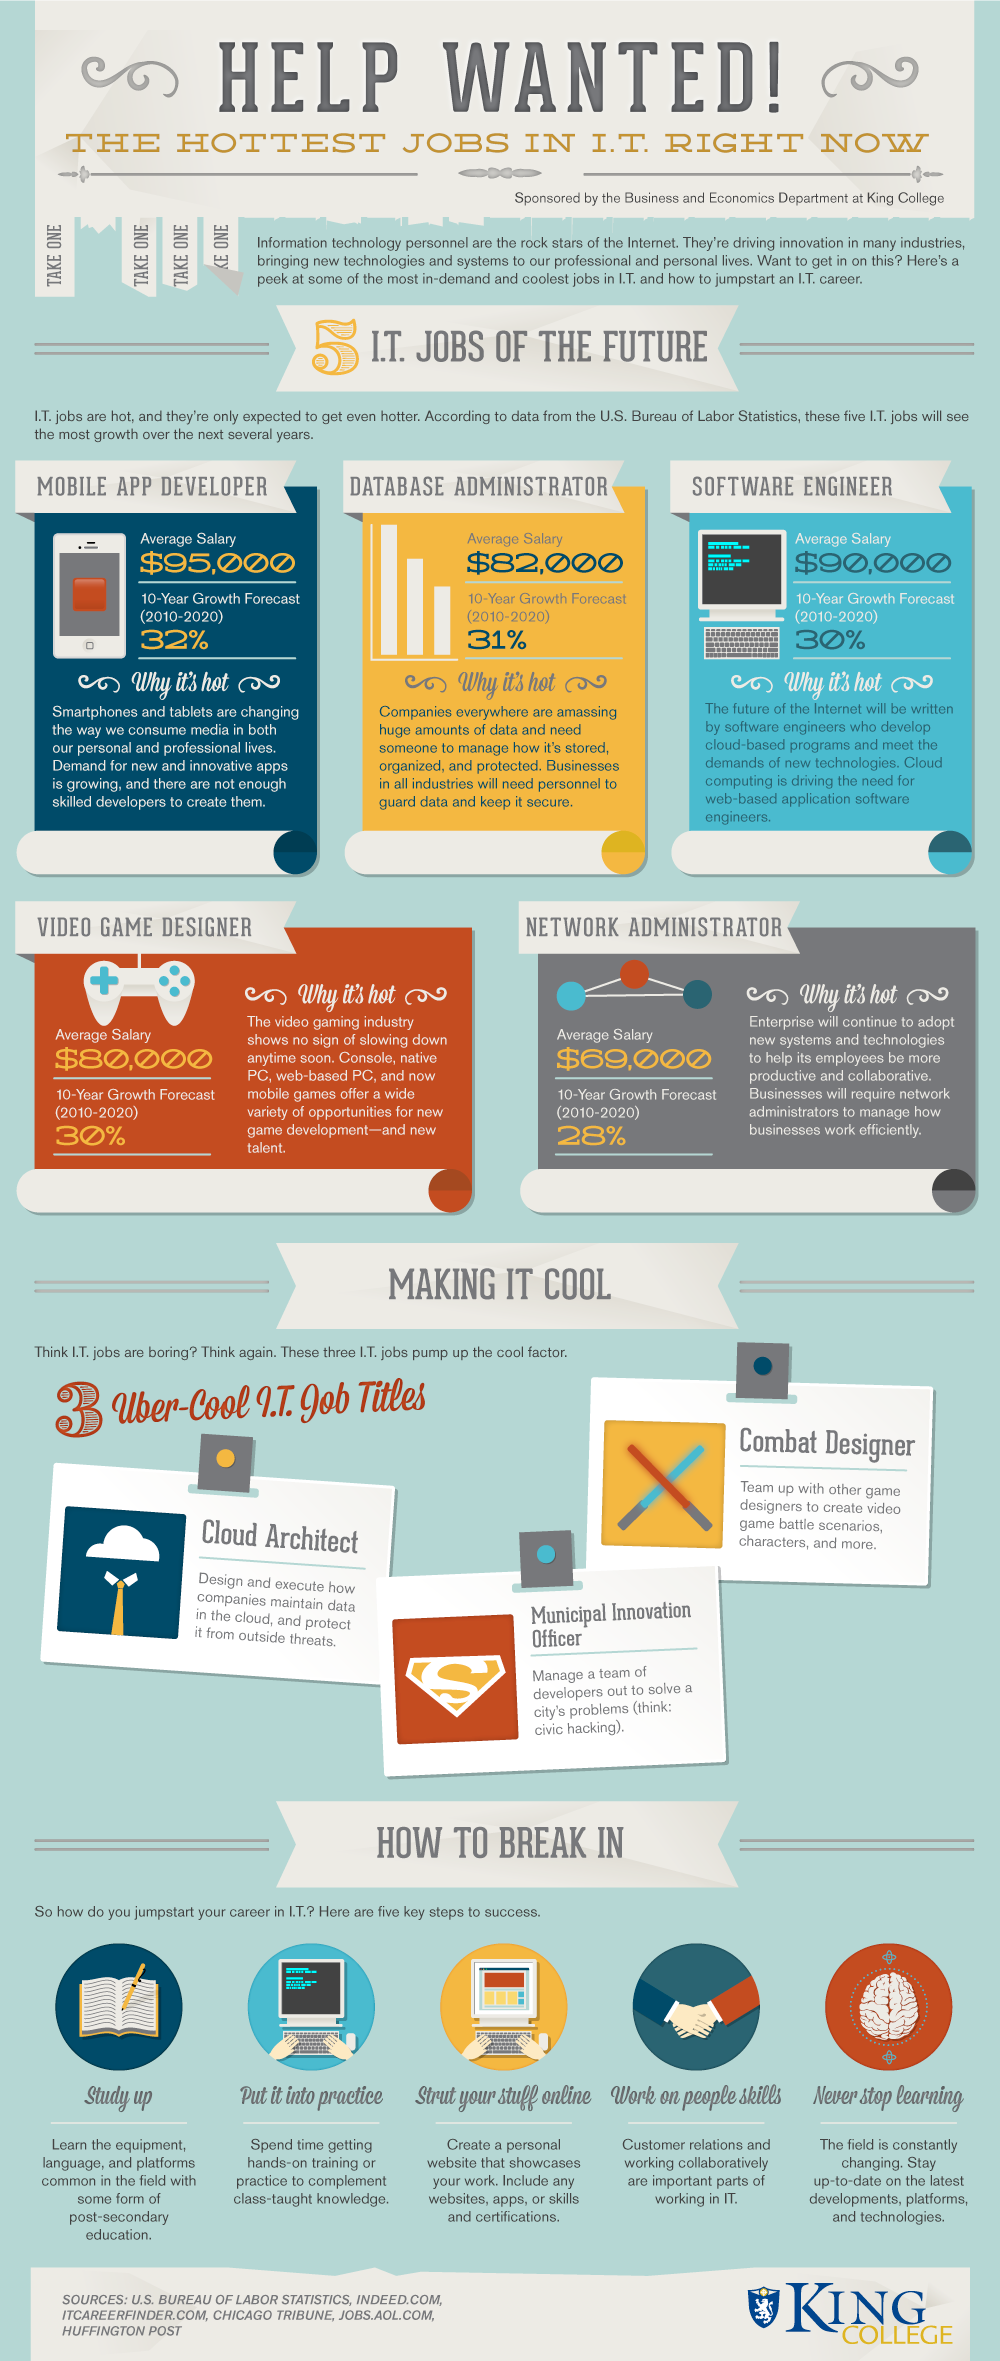 HELP WANTED!
THE HOTTEST JOBS IN I.T. RIGHT NOW
Sponsored by the Business and Economics Department at King College
TAKE ONE
TAKE ONE
TAKE ONE
KE ONE
Information technology personnel are the rock stars of the Internet. They're driving innovation in many industries,
bringing new technologies and systems to our professional and personal lives. Want to get in on this? Here's a
peek at some of the most in-demand and coolest jobs in I.T. and how to jumpstart an I.T. career.
5 I.T. JOBS OF THE FUTURE
I.T. jobs are hot, and they're only expected to get even hotter. According to data from the U.S. Bureau of Labor Statistics, these five I.T. jobs will see
the most growth over the next several years.
MOBILE APP DEVELOPER
Average Salary
$95,000
10-Year Growth Forecast
(2010-2020)
32%
Why it's hot
Smartphones and tablets are changing
the way we consume media in both
our personal and professional lives.
Demand for new and innovative apps
is growing, and there are not enough
skilled developers to create them.
DATABASE ADMINISTRATOR
Average Salary
$82,000
10-Year Growth Forecast
(2010-2020)
31%
Why it's hot
Companies everywhere are amassing
huge amounts of data and need
someone to manage how it's stored,
organized, and protected. Businesses
in all industries will need personnel to
guard data and keep it secure.
SOFTWARE ENGINEER
Average Salary
$90,000
10-Year Growth Forecast
(2010-2020)
30%
Why it's hot
The future of the Internet will be written
by software engineers who develop
cloud-based programs and meet the
demands of new technologies. Cloud
computing is driving the need for
web-based application software
engineers.
VIDEO GAME DESIGNER
Average Salary
$80,000
10-Year Growth Forecast
(2010-2020)
30%
Why it's hot
The video gaming industry
shows no sign of slowing down
anytime soon. Console, native
PC, web-based PC, and now
mobile games offer a wide
variety of opportunities for new
game development—and new
talent.
NETWORK ADMINISTRATOR
Average Salary
$69,000
10-Year Growth Forecast
(2010-2020)
28%
Why it's hot
Enterprise will continue to adopt
new systems and technologies
to help its employees be more
productive and collaborative.
Businesses will require network
administrators to manage how
businesses work efficiently.
MAKING IT COOL
Think I.T. jobs are boring? Think again. These three I.T. jobs pump up the cool factor.
3 Uber-Cool I.T. Job Titles
Cloud Architect
Design and execute how
companies maintain data
in the cloud, and protect
it from outside threats.
Municipal Innovation
Officer
Manage a team of
developers out to solve a
city's problems (think:
civic hacking).
Combat Designer
Team up with other game
designers to create video
game battle scenarios,
characters, and more.
HOW TO BREAK IN
So how do you jumpstart your career in I.T.? Here are five key steps to success.
Study up
Learn the equipment,
language, and platforms
common in the field with
some form of
post-secondary
education.
Put it into practice
Spend time getting
hands-on training or
practice to complement
class-taught knowledge.
Strut your stuff online
Create a personal
website that showcases
your work. Include any
websites, apps, or skills
and certifications.
Work on people skills
Customer relations and
working collaboratively
are important parts of
working in IT.
Never stop learning
The field is constantly
changing. Stay
up-to-date on the latest
developments, platforms,
and technologies.
SOURCES: U.S. BUREAU OF LABOR STATISTICS, INDEED.COM,
ITCAREERFINDER.COM, CHICAGO TRIBUNE, JOBS.AOL.COM,
HUFFINGTON POST
KING
COLLEGE